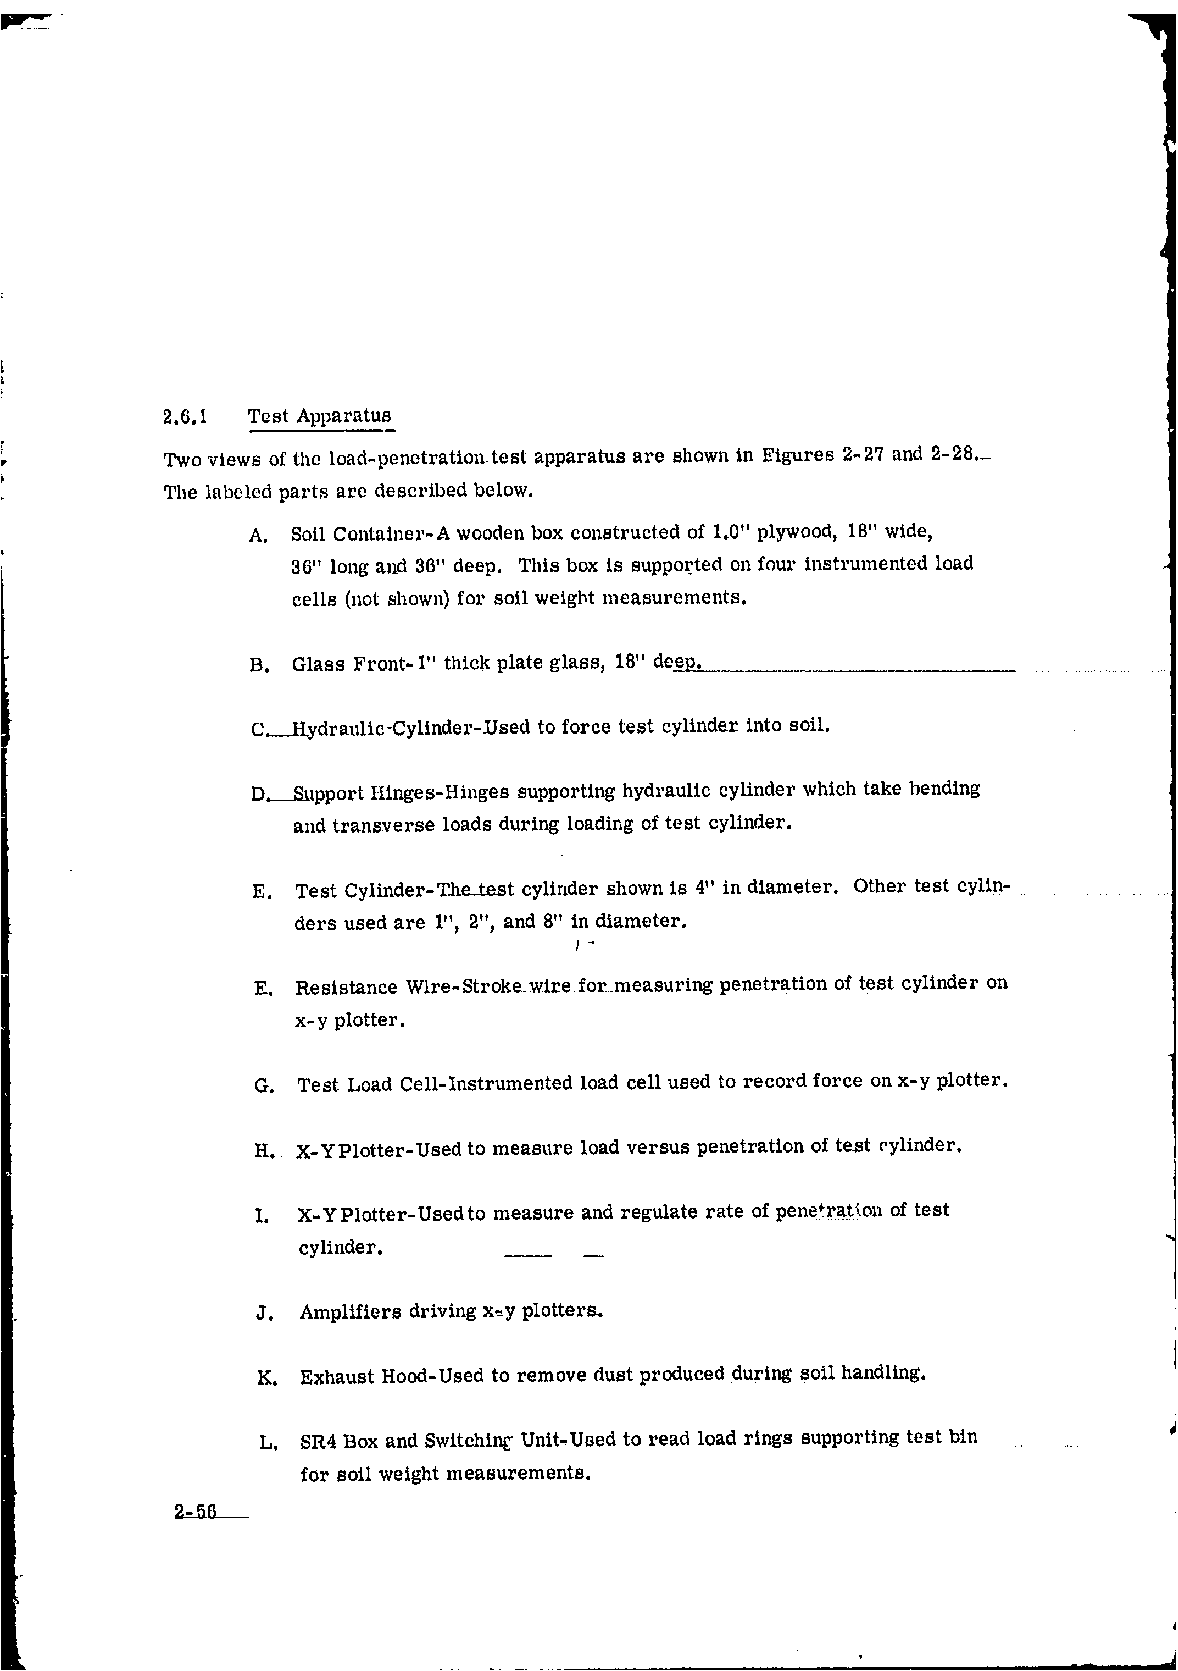 2.6.1 Test Apparatus
Two views of the load-penetration test apparatus are shown in Figures 2-27 and 2-28.
The labeled parts are described below.
A. Soil Container-A wooden box constructed of 1.0" plywood, 18" wide,
36" long and 36" deep. This box is supported on four instrumented load
cells (not shown) for soil weight measurements.
B. Glass Front-1" thick plate glass, 18" deep.
C. Hydraulic-Cylinder-Used to force test cylinder into soil.
D. Support Hinges-Hinges supporting hydraulic cylinder which take bending
and transverse loads during loading of test cylinder.
E. Test Cylinder-The test cylinder shown is 4" in diameter. Other test cylin-
ders used are 1", 2", and 8" in diameter.
E. Resistance Wire-Stroke wire for measuring penetration of test cylinder on
x-y plotter.
G. Test Load Cell-Instrumented load cell used to record force on x-y plotter.
H. X-Y Plotter-Used to measure load versus penetration of test cylinder.
I. X-Y Plotter-Used to measure and regulate rate of penetration of test
cylinder.
J. Amplifiers driving x-y plotters.
K. Exhaust Hood-Used to remove dust produced during soil handling.
L. SR4 Box and Switching Unit-Used to read load rings supporting test bin
for soil weight measurements.
2-56